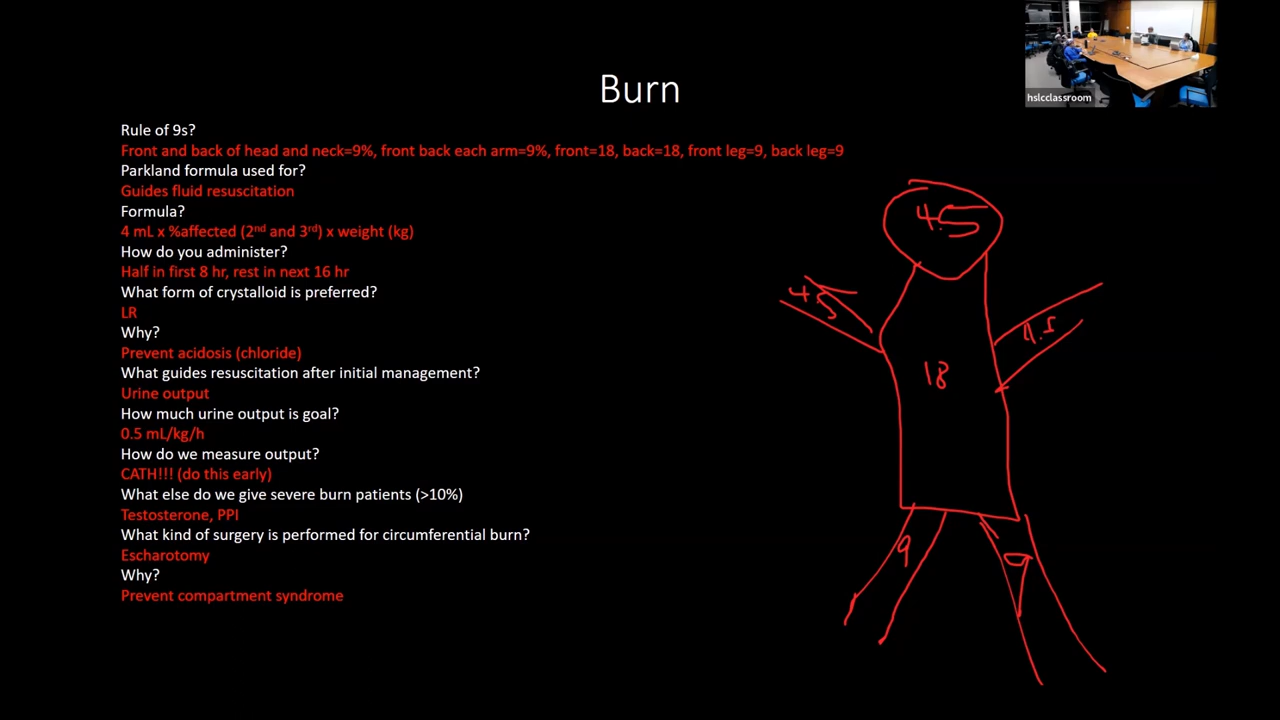 Burn
hslcclassroom
Rule of 9s?
Front and back of head and neck=9%, front back each arm=9%, front=18, back=18, front leg=9, back leg=9
Parkland formula used for?
Guides fluid resuscitation
Formula?
4 mL x %affected (2nd and 3rd) x weight (kg)
How do you administer?
Half in first 8 hr, rest in next 16 hr
What form of crystalloid is preferred?
LR
Why?
Prevent acidosis (chloride)
What guides resuscitation after initial management?
Urine output
How much urine output is goal?
0.5 mL/kg/h
How do we measure output?
CATH!!! (do this early)
What else do we give severe burn patients (>10%)
Testosterone, PPI
What kind of surgery is performed for circumferential burn?
Escharotomy
Why?
Prevent compartment syndrome
4.5
4.5
4.5
18
9
9